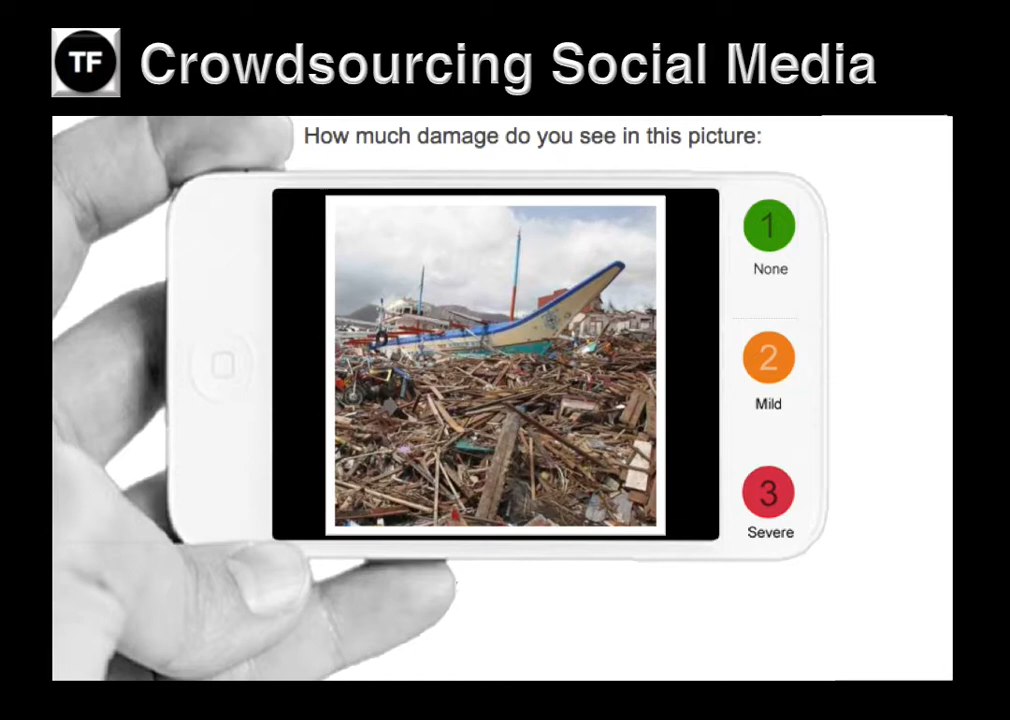 TF
Crowdsourcing Social Media
How much damage do you see in this picture:
1
None
2
Mild
3
Severe